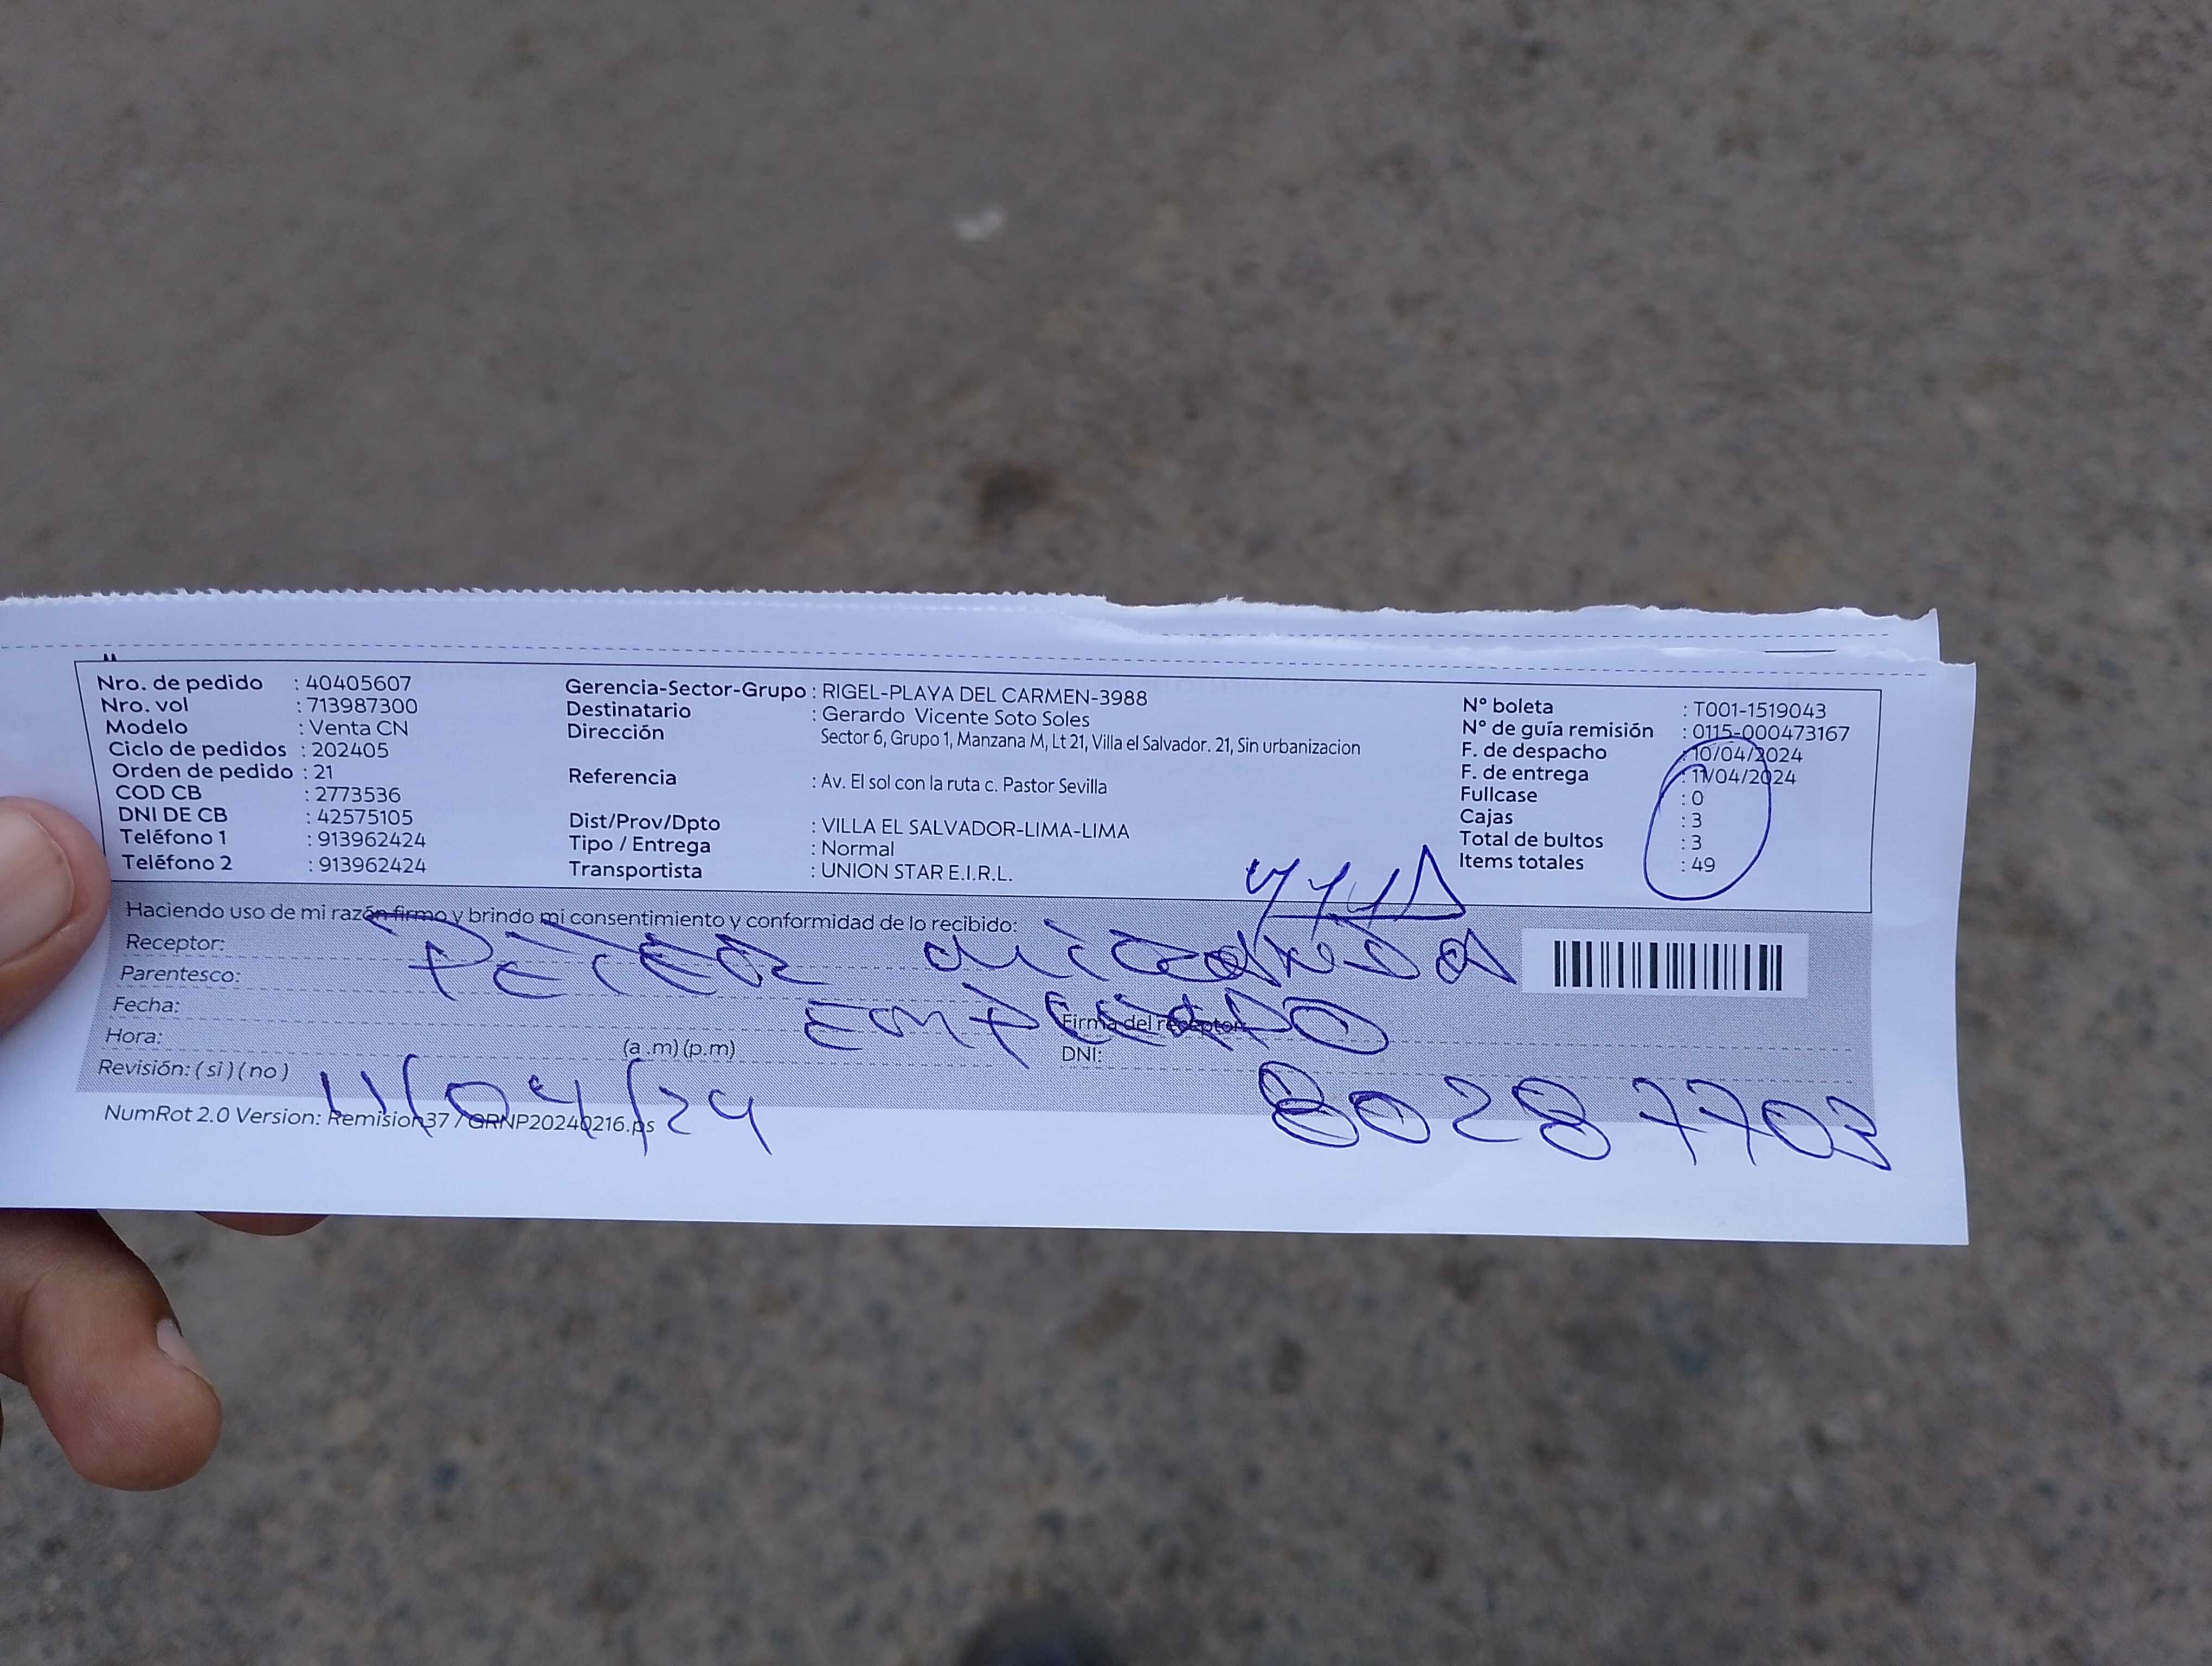 Nro. de pedido : 40405607
Nro. vol : 713987300
Modelo : Venta CN
Ciclo de pedidos : 202405
Orden de pedido : 21
COD CB : 2773536
DNI DE CB : 42575105
Teléfono 1 : 913962424
Teléfono 2 : 913962424
Gerencia-Sector-Grupo : RIGEL-PLAYA DEL CARMEN-3988
Destinatario : Gerardo Vicente Soto Soles
Dirección Sector 6, Grupo 1, Manzana M, Lt 21, Villa el Salvador. 21, Sin urbanizacion
Referencia : Av. El sol con la ruta c. Pastor Sevilla
Dist/Prov/Dpto : VILLA EL SALVADOR-LIMA-LIMA
Tipo / Entrega : Normal
Transportista : UNION STAR E.I.R.L.
N° boleta : T001-1519043
N° de guía remisión : 0115-000473167
F. de despacho : 10/04/2024
F. de entrega : 11/04/2024
Fullcase : 0
Cajas : 3
Total de bultos : 3
Items totales : 49
Haciendo uso de mi razón firmo y brindo mi consentimiento y conformidad de lo recibido:
Receptor: PETER
Parentesco: EMPLEADO
Fecha:
Firma del receptor:
Hora: (a .m) (p.m)
DNI:
Revisión: ( si ) ( no ) 11/04/24 80287703
NumRot 2.0 Version: Remision37 / GRNP20240216.ps